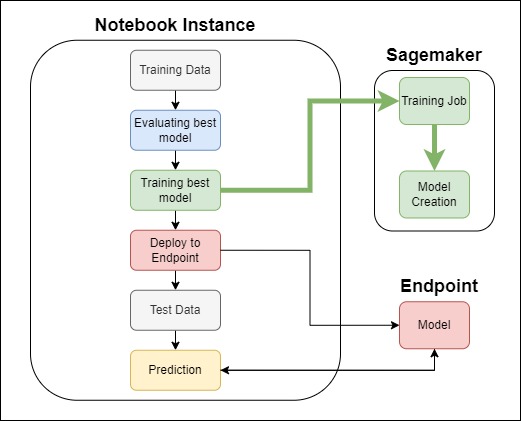 Notebook Instance
Training Data
Evaluating best
model
Training best
model
Deploy to
Endpoint
Test Data
Prediction
Sagemaker
Training Job
Model
Creation
Endpoint
Model